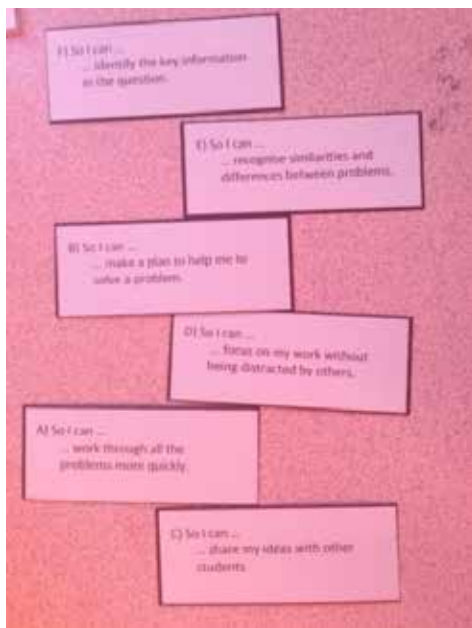 F) So I can ...
... identify the key information
in the question.
E) So I can ...
... recognise similarities and
differences between problems.
B) So I can ...
... make a plan to help me to
solve a problem.
D) So I can ...
... focus on my work without
being distracted by others.
A) So I can ...
... work through all the
problems more quickly.
C) So I can ...
... share my ideas with other
students.